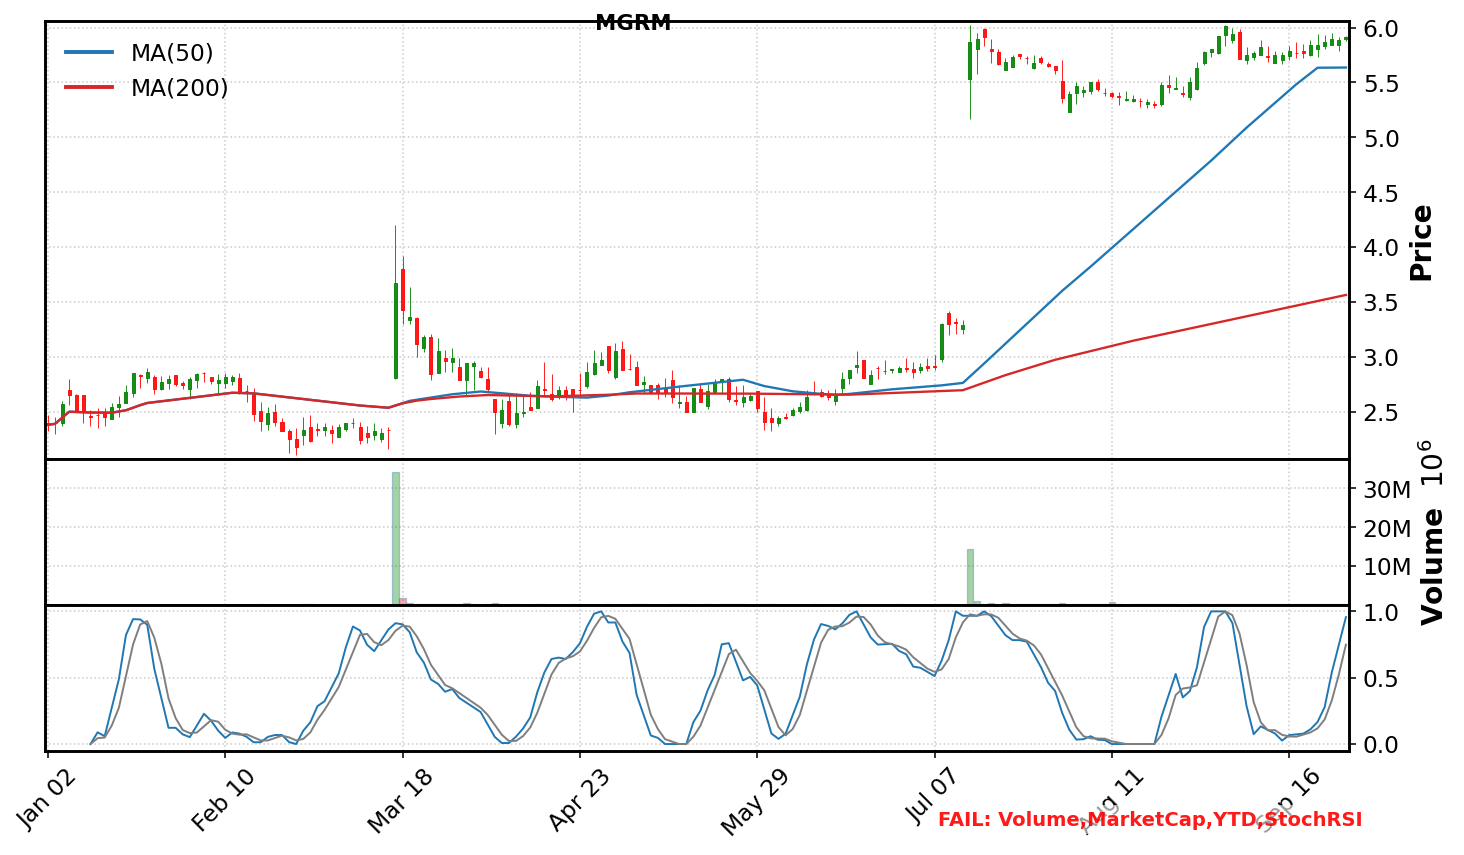 MGRM
MA(50)
MA(200)
6.0
5.5
5.0
4.5
4.0
3.5
3.0
2.5
Price
30M
20M
10M
Volume 10⁶
1.0
0.5
0.0
Jan 02
Feb 10
Mar 18
Apr 23
May 29
Jul 07
Aug 11
Sep 16
FAIL: Volume,MarketCap,YTD,StochRSI